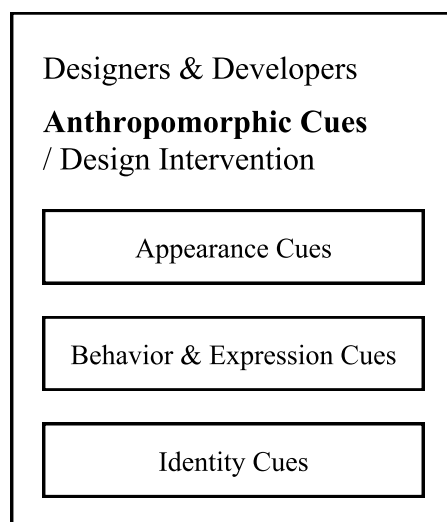 Designers & Developers
Anthropomorphic Cues
/ Design Intervention
Appearance Cues
Behavior & Expression Cues
Identity Cues